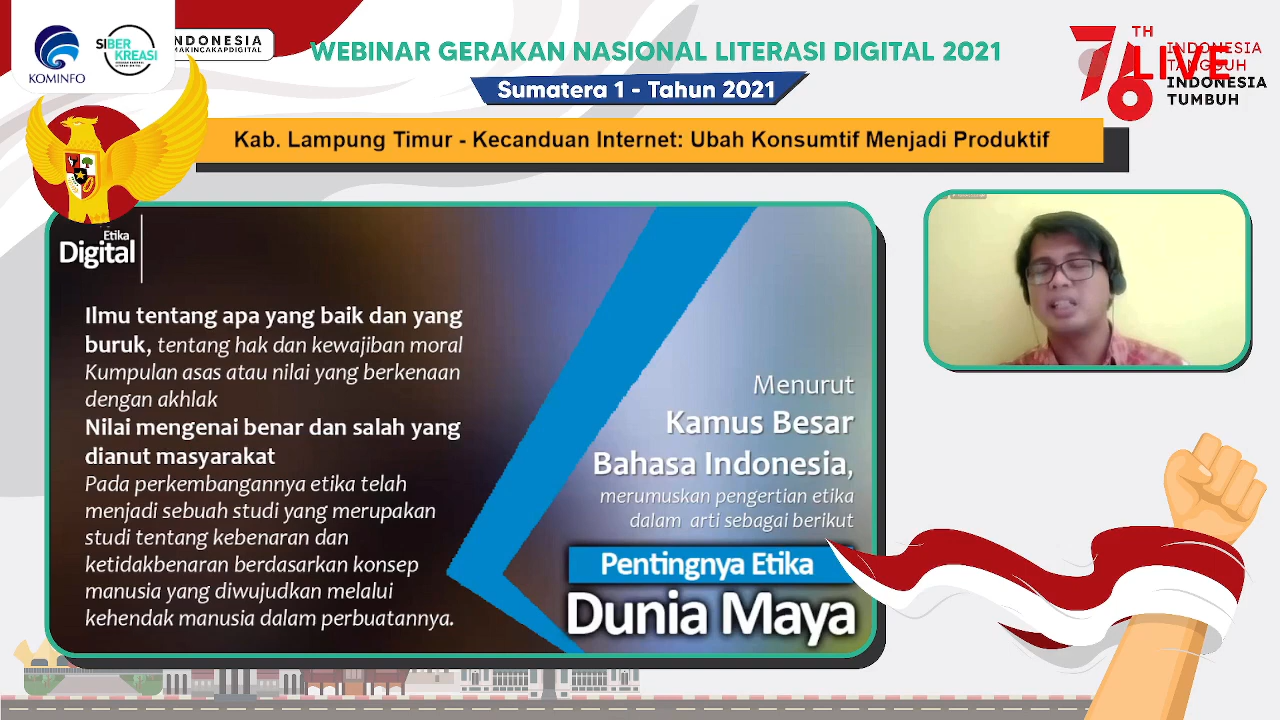 KOMINFO
SIBER
KREASI
INDONESIA
MAKINCAKAPDIGITAL
WEBINAR GERAKAN NASIONAL LITERASI DIGITAL 2021
Sumatera 1 - Tahun 2021
76 TH
LIVE
INDONESIA
TANGGUH
INDONESIA
TUMBUH
Kab. Lampung Timur - Kecanduan Internet: Ubah Konsumtif Menjadi Produktif
Etika
Digital
Ilmu tentang apa yang baik dan yang
buruk, tentang hak dan kewajiban moral
Kumpulan asas atau nilai yang berkenaan
dengan akhlak
Nilai mengenai benar dan salah yang
dianut masyarakat
Pada perkembangannya etika telah
menjadi sebuah studi yang merupakan
studi tentang kebenaran dan
ketidakbenaran berdasarkan konsep
manusia yang diwujudkan melalui
kehendak manusia dalam perbuatannya.
Menurut
Kamus Besar
Bahasa Indonesia,
merumuskan pengertian etika
dalam arti sebagai berikut
Pentingnya Etika
Dunia Maya